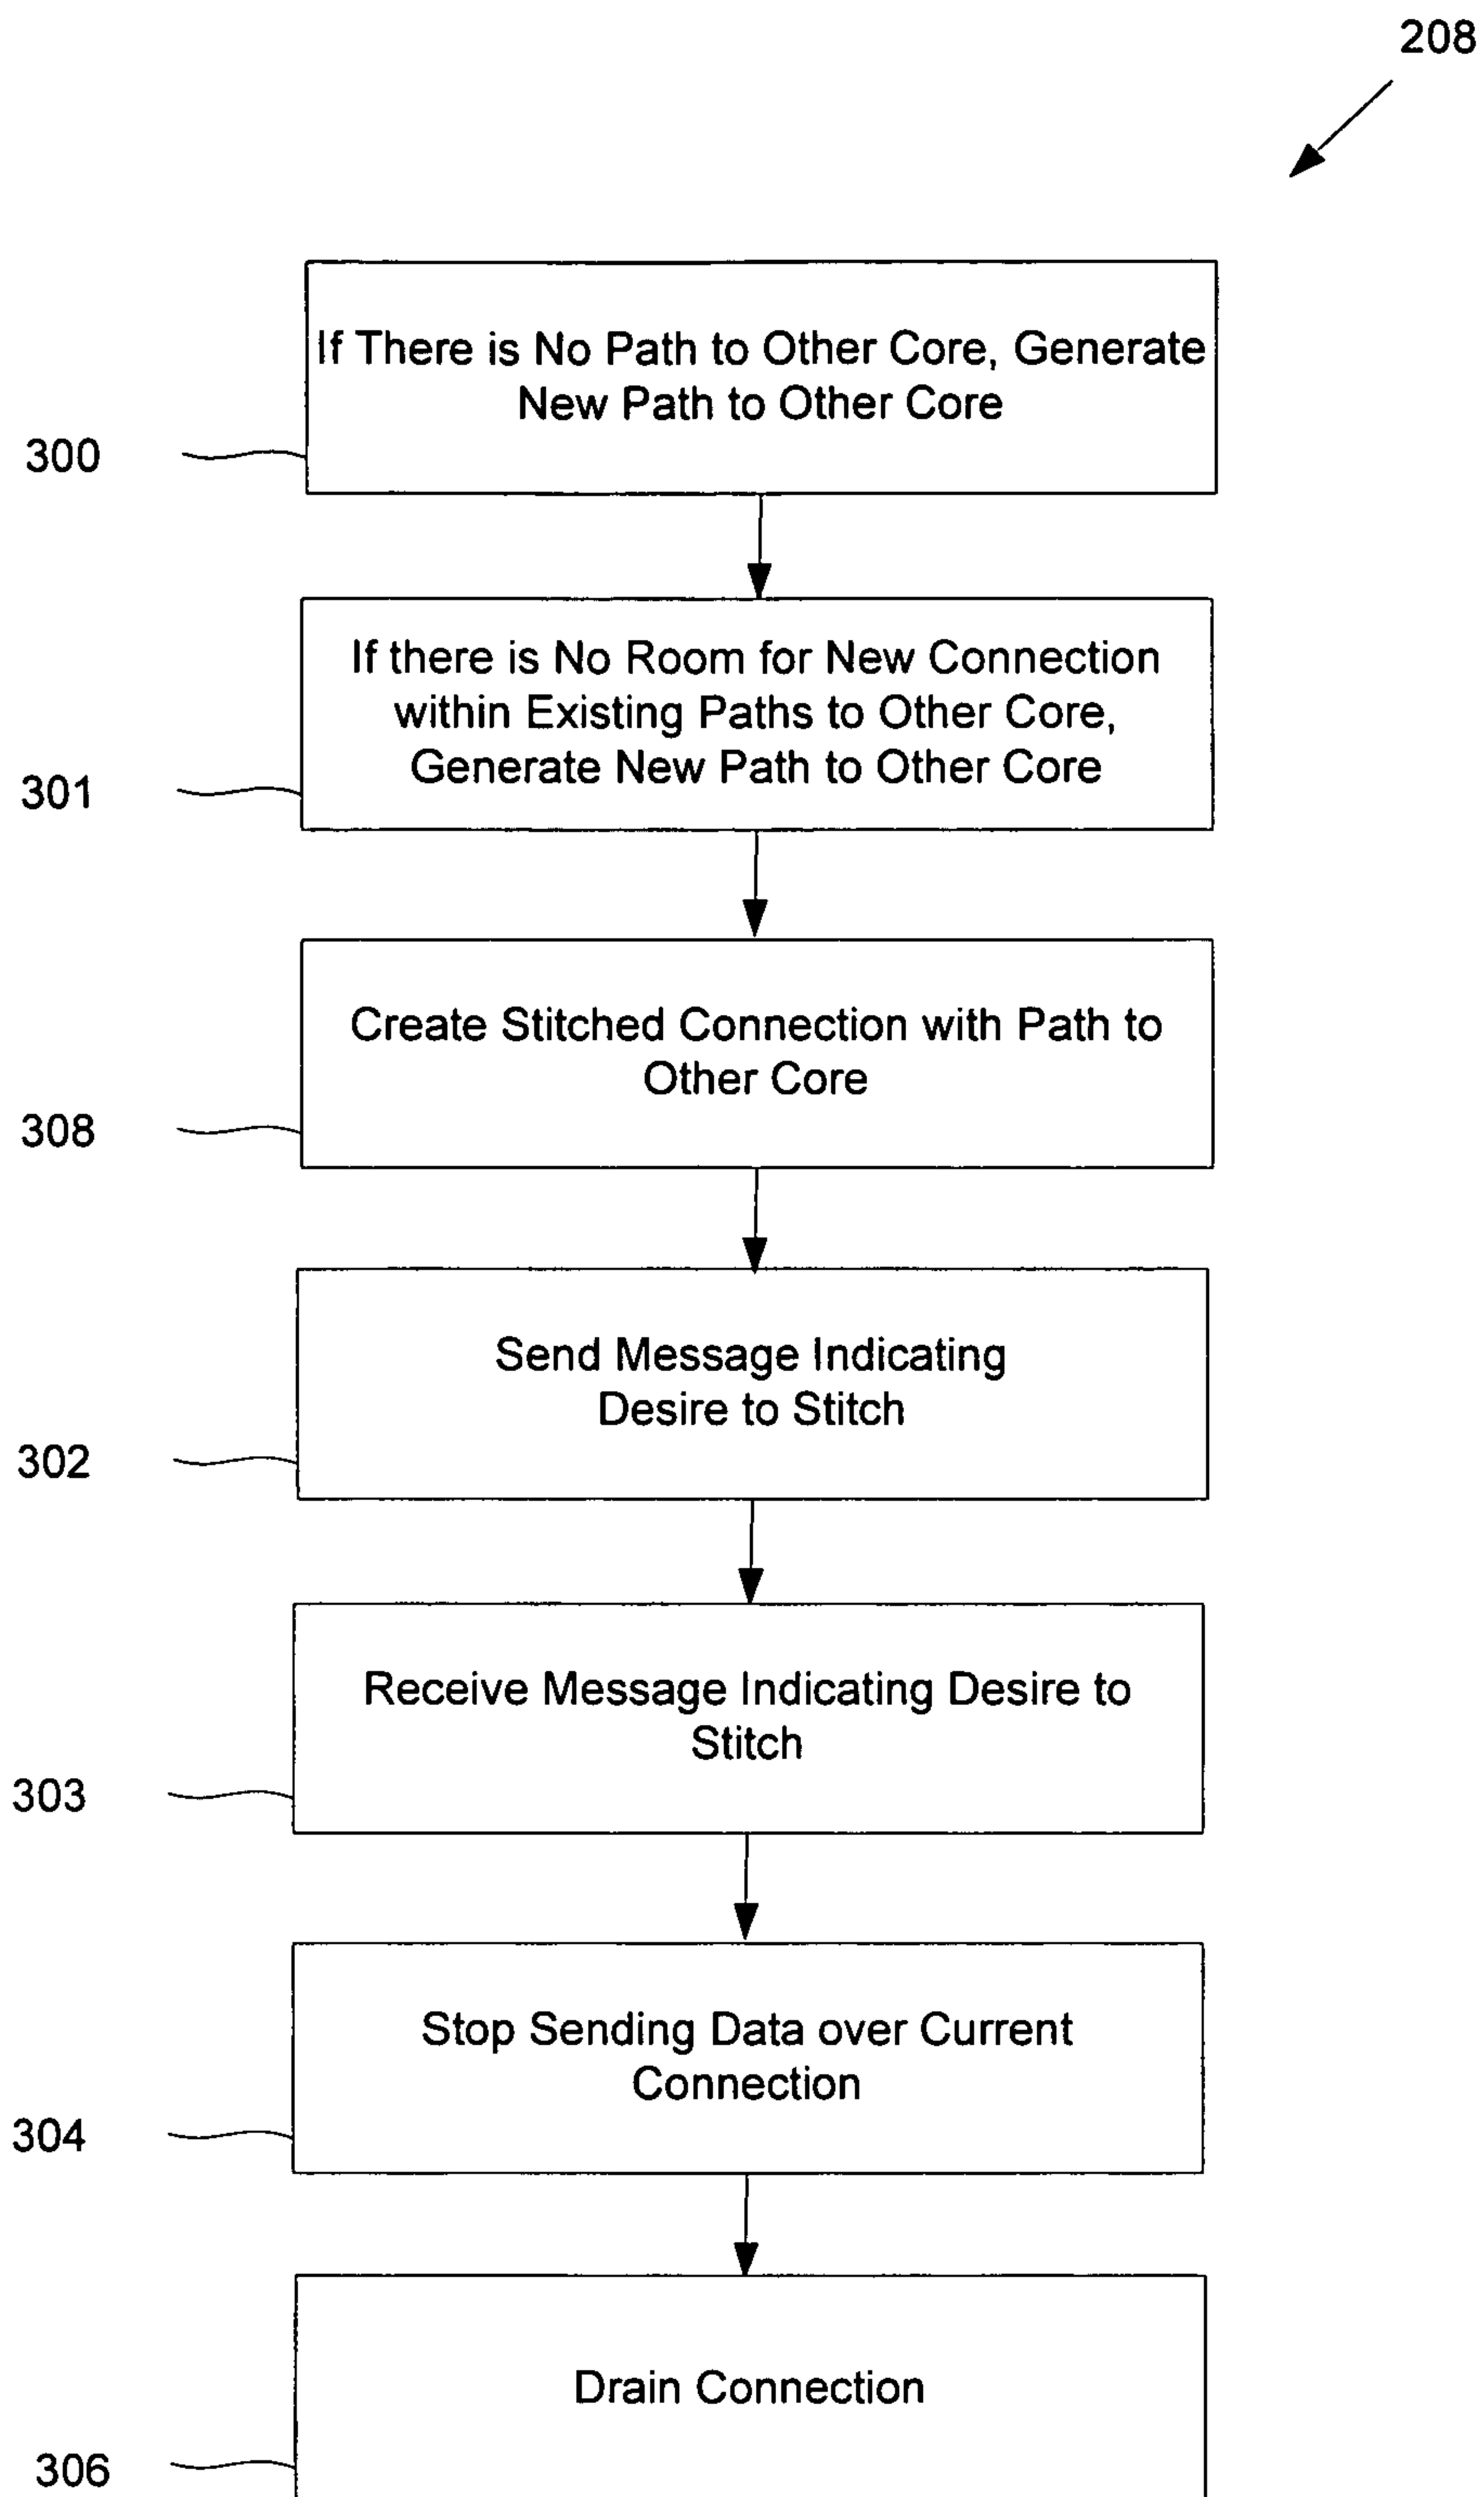 208
If There is No Path to Other Core, Generate
New Path to Other Core
300
If there is No Room for New Connection
within Existing Paths to Other Core,
Generate New Path to Other Core
301
Create Stitched Connection with Path to
Other Core
308
Send Message Indicating
Desire to Stitch
302
Receive Message Indicating Desire to
Stitch
303
Stop Sending Data over Current
Connection
304
Drain Connection
306